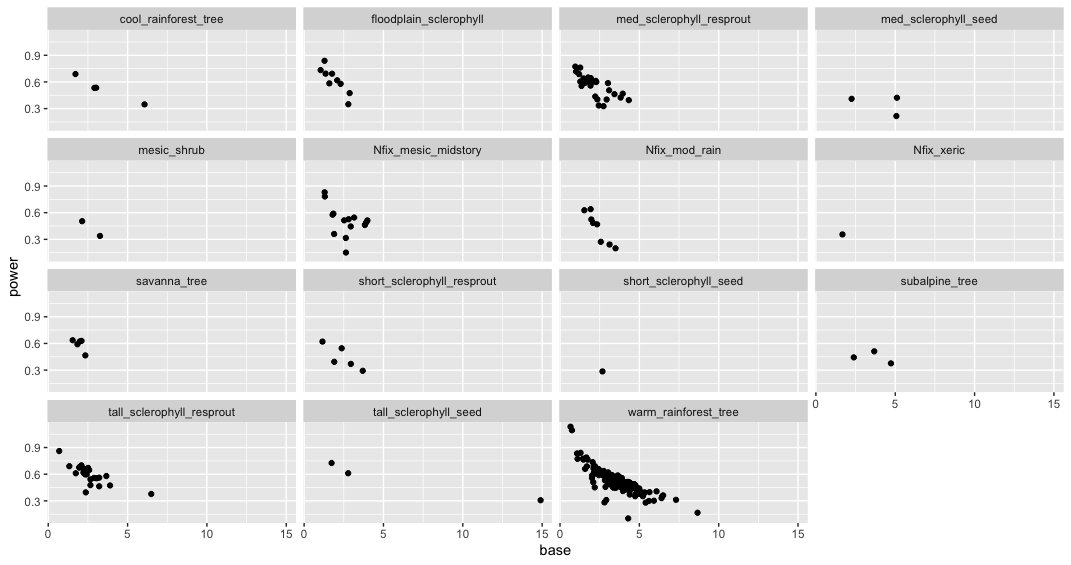 cool_rainforest_tree floodplain_sclerophyll med_sclerophyll_resprout med_sclerophyll_seed
0.9
0.6
0.3
mesic_shrub Nfix_mesic_midstory Nfix_mod_rain Nfix_xeric
0.9
0.6
0.3
power
savanna_tree short_sclerophyll_resprout short_sclerophyll_seed subalpine_tree
0.9
0.6
0.3
0 5 10 15
tall_sclerophyll_resprout tall_sclerophyll_seed warm_rainforest_tree
0.9
0.6
0.3
0 5 10 15 0 5 10 15 0 5 10 15
base